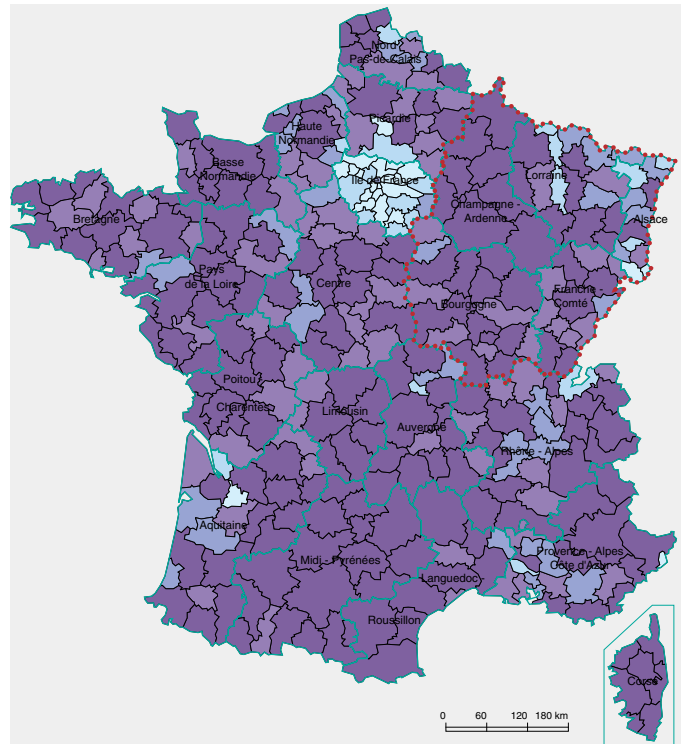 Nord
Pas-de-Calais
Picardie
Haute
Normandie
Basse
Normandie
Ile de France
Lorraine
Champagne -
Ardenne
Alsace
Bretagne
Pays
de la Loire
Centre
Bourgogne
Franche
Comté
Poitou
Charentes
Limousin
Auvergne
Rhône - Alpes
Aquitaine
Midi - Pyrénées
Provence - Alpes
Côte d'Azur
Languedoc
Roussillon
Corse
0 60 120 180 km